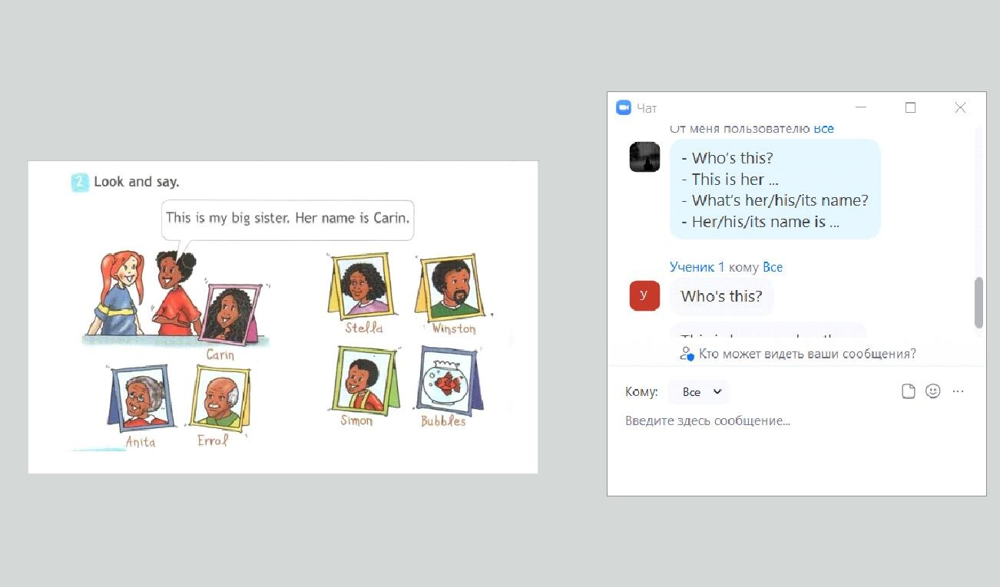 2 Look and say.
This is my big sister. Her name is Carin.
Carin
Stella
Winston
Anita
Errol
Simon
Bubbles
Чат
От меня пользователю Все
- Who's this?
- This is her ...
- What's her/his/its name?
- Her/his/its name is ...
Ученик 1 кому Все
У
Who's this?
Кто может видеть ваши сообщения?
Кому: Все
Введите здесь сообщение...